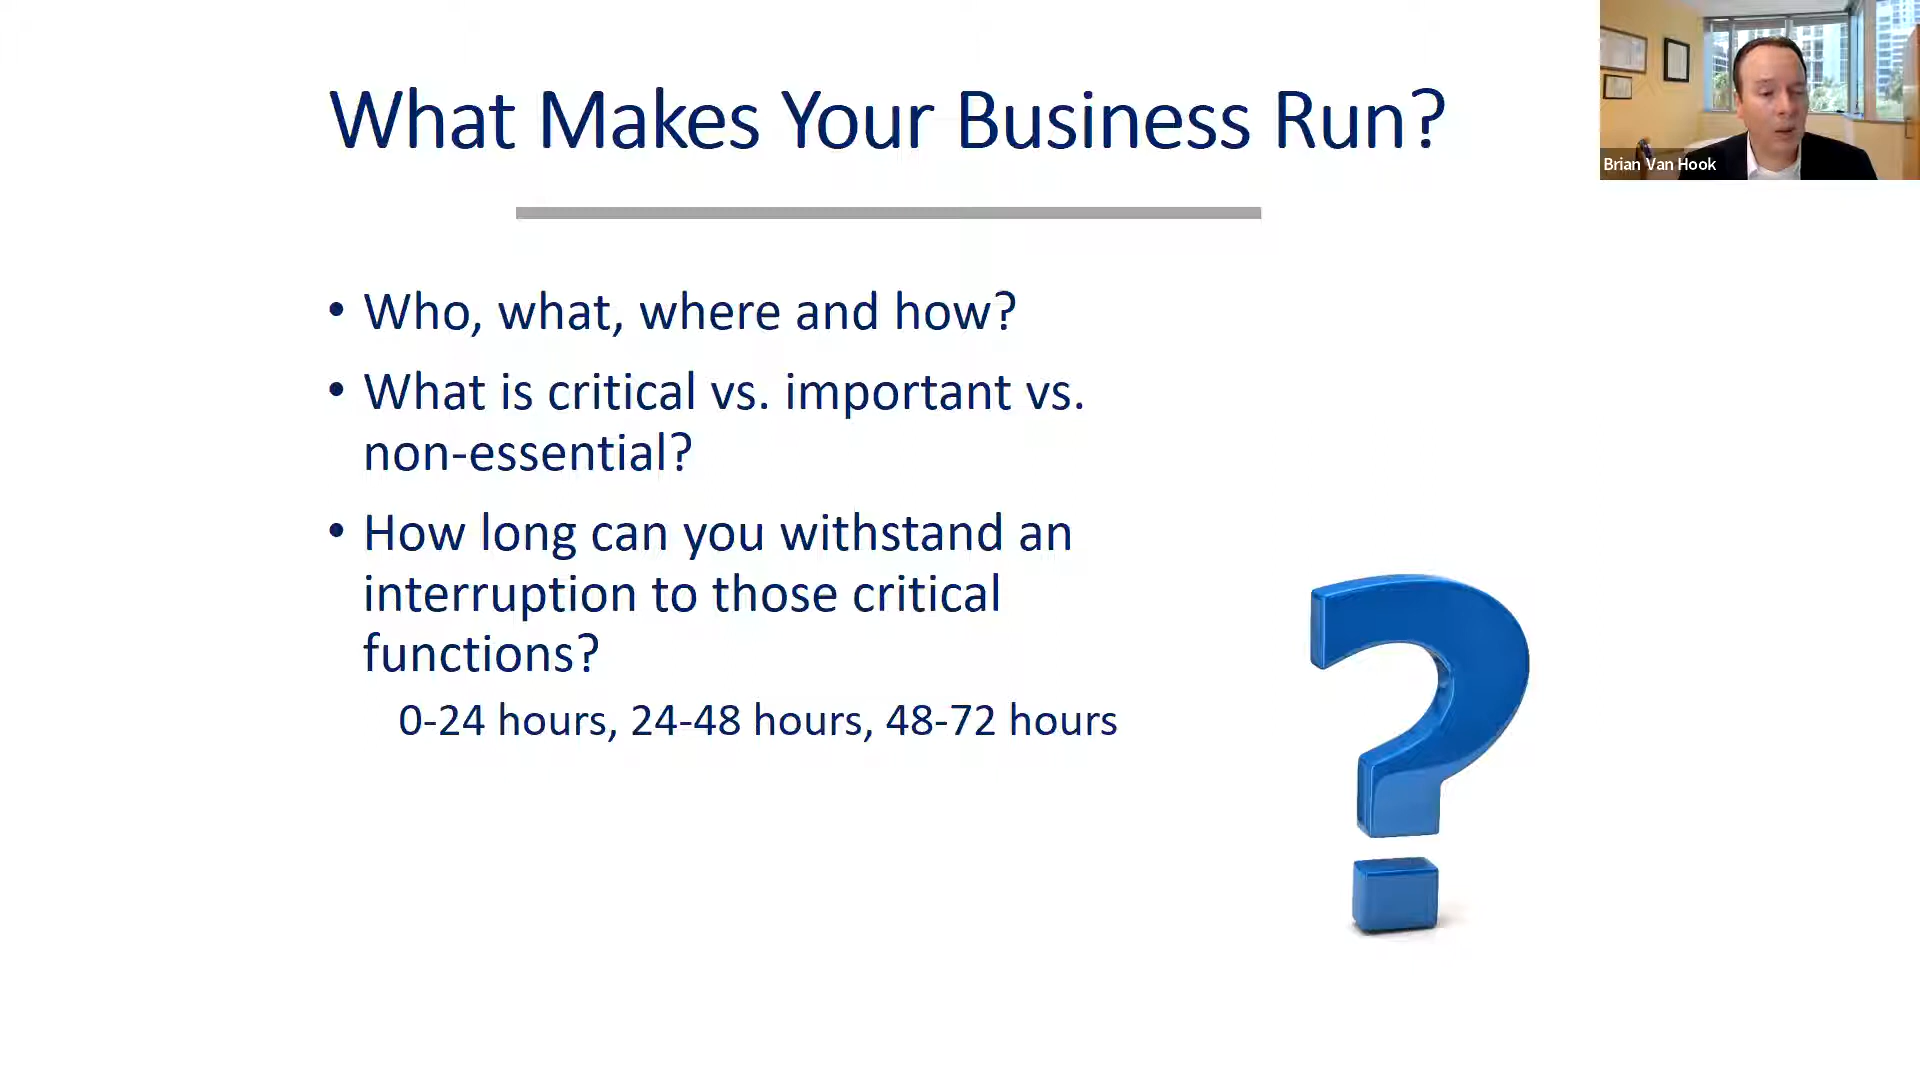 What Makes Your Business Run?
Brian Van Hook
• Who, what, where and how?
• What is critical vs. important vs.
non-essential?
• How long can you withstand an
interruption to those critical
functions?
0-24 hours, 24-48 hours, 48-72 hours